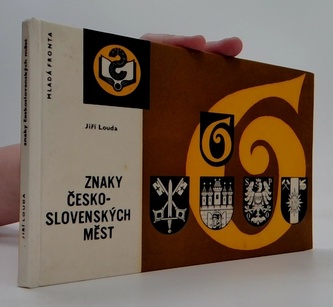 JIŘÍ LOUDA
znaky československých měst
MLADÁ FRONTA
Jiří Louda
ZNAKY
ČESKO-
SLOVENSKÝCH
MĚST